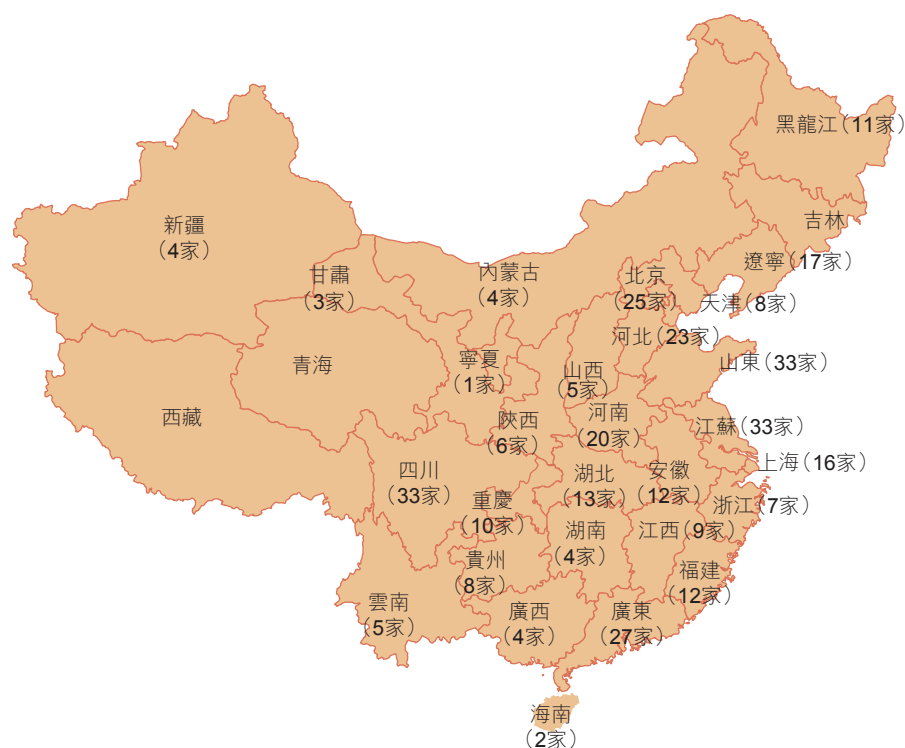 黑龍江（11家）
吉林
新疆
（4家）
遼寧（17家）
甘肅
（3家）
內蒙古
（4家）
北京
（25家）
天津（8家）
河北（23家）
青海
寧夏
（1家）
山西
（5家）
山東（33家）
西藏
陝西
（6家）
河南
（20家）
江蘇（33家）
四川
（33家）
湖北
（13家）
安徽
（12家）
上海（16家）
重慶
（10家）
浙江（7家）
湖南
（4家）
江西（9家）
貴州
（8家）
福建
（12家）
雲南
（5家）
廣西
（4家）
廣東
（27家）
海南
（2家）